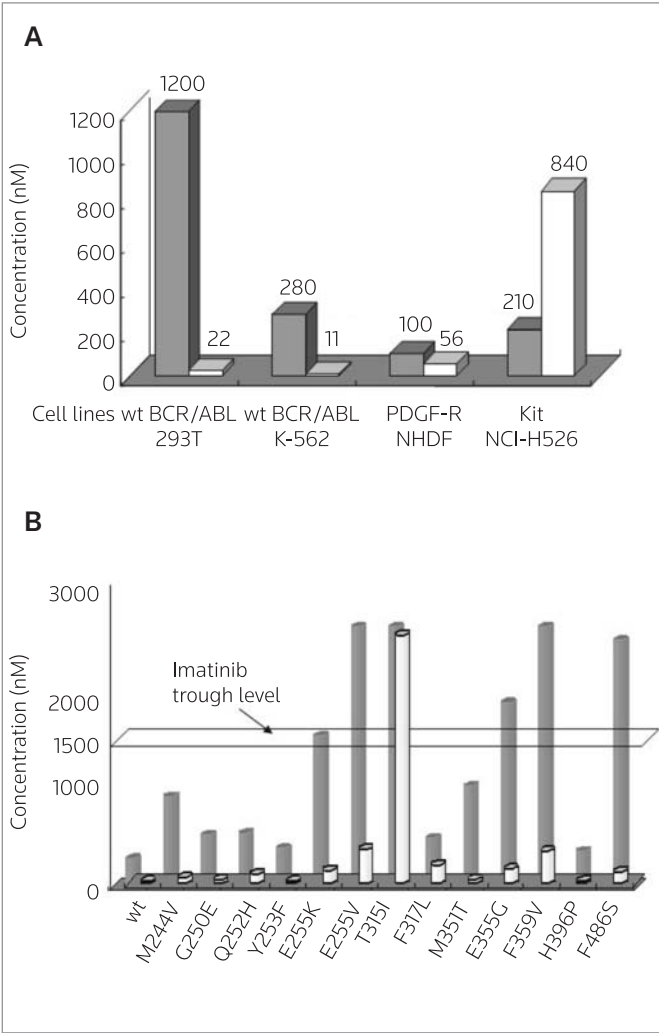 A
Concentration (nM)
1200
1000
800
600
400
200
0
1200
22
280
11
100
56
210
840
Cell lines wt BCR/ABL wt BCR/ABL PDGF-R Kit
293T K-562 NHDF NCI-H526
B
Concentration (nM)
3000
2000
1500
1000
0
Imatinib
trough level
wt
M244V
G250E
Q252H
Y253F
E255K
E255V
T315I
F317L
M351T
E355G
F359V
H396P
F486S